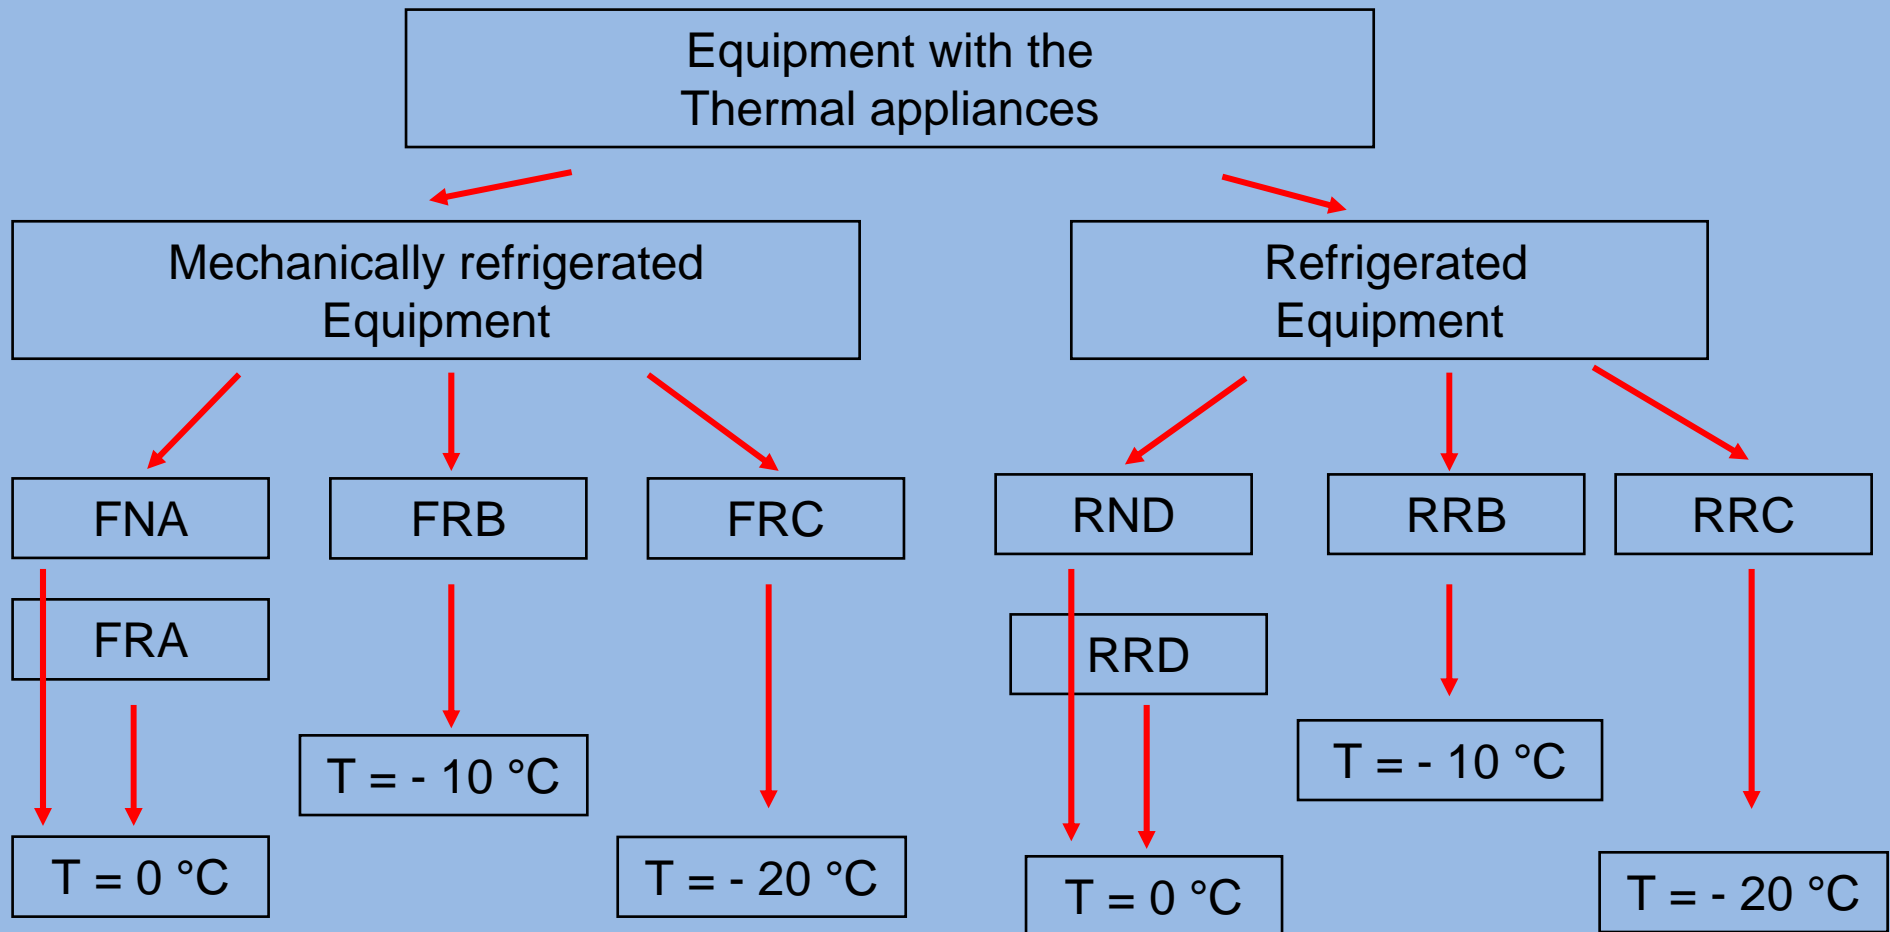 Equipment with the
Thermal appliances
Mechanically refrigerated
Equipment
Refrigerated
Equipment
FNA
FRB
FRC
RND
RRB
RRC
FRA
RRD
T = - 10 °C
T = - 10 °C
T = 0 °C
T = - 20 °C
T = 0 °C
T = - 20 °C